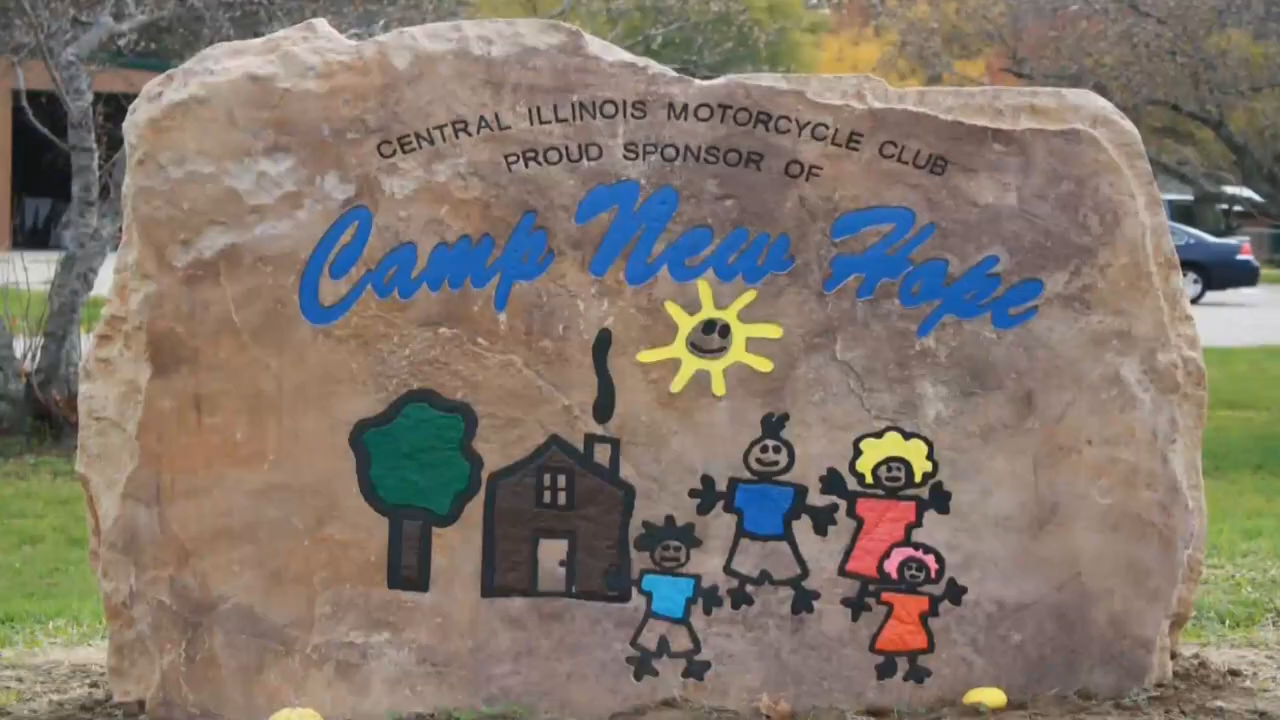 CENTRAL ILLINOIS MOTORCYCLE CLUB
PROUD SPONSOR OF
Camp New Hope